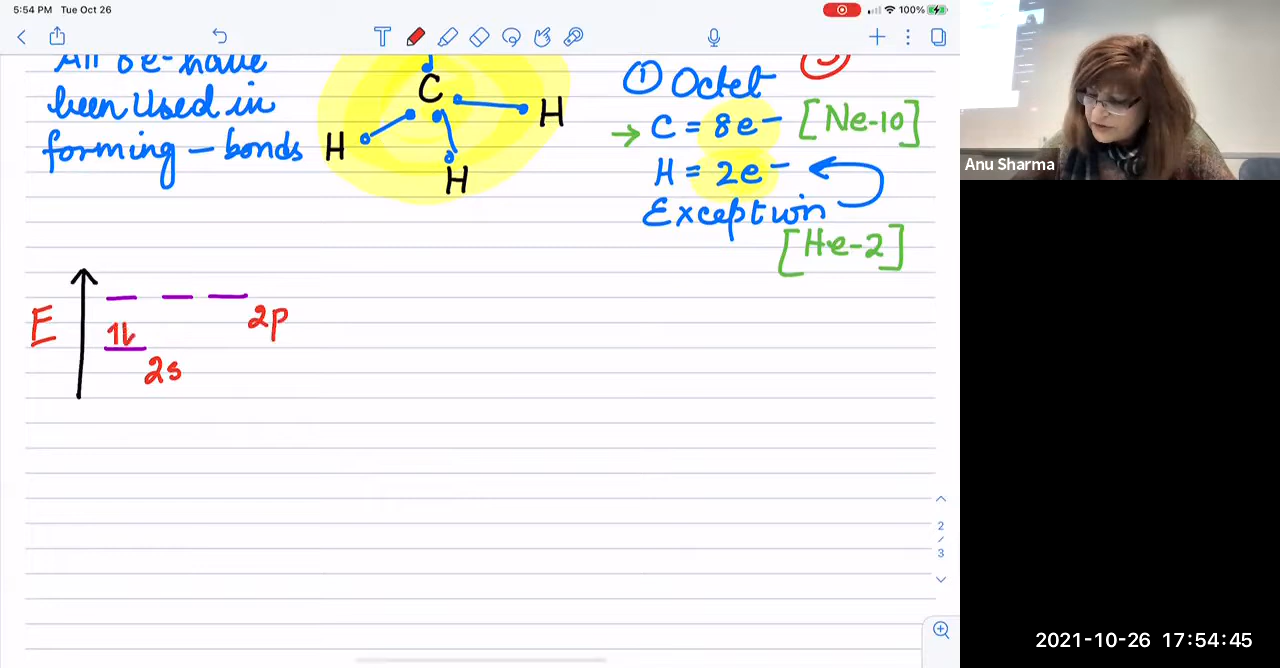 5:54 PM Tue Oct 26
100%
All 8e- have
been Used in
forming – bonds
C
H
H
H
① Octet
→ C = 8e- [Ne-10]
H = 2e-
Exception
[He-2]
E
2p
1l
2s
2
/
3
Anu Sharma
2021-10-26 17:54:45